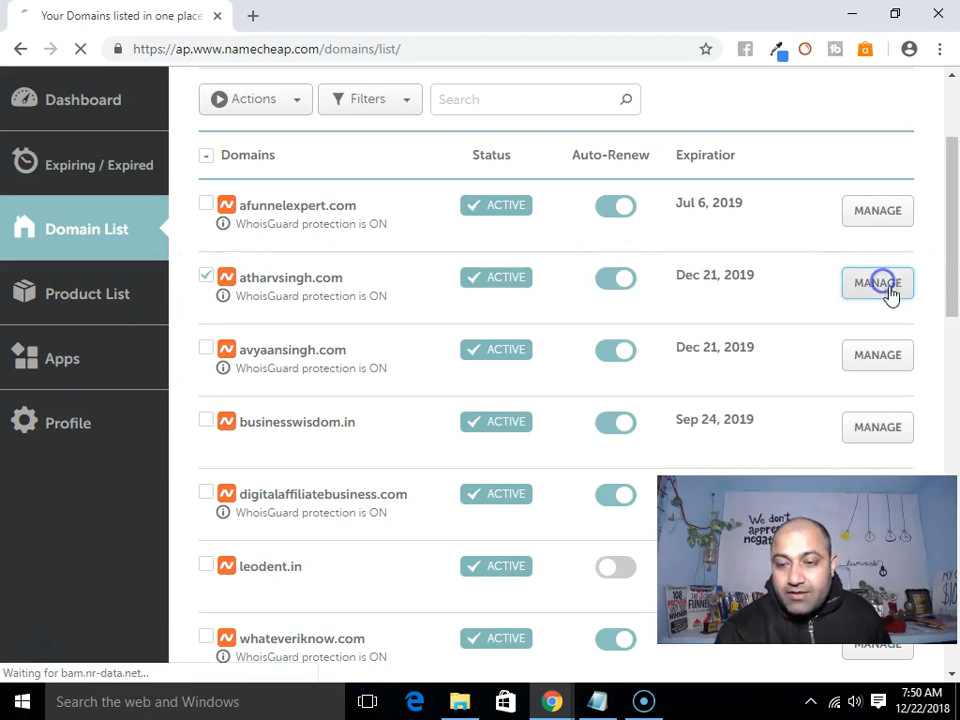 Your Domains listed in one place
https://ap.www.namecheap.com/domains/list/
Dashboard
Expiring / Expired
Domain List
Product List
Apps
Profile
Actions
Filters
Search
Domains Status Auto-Renew Expiration
afunnelexpert.com ACTIVE Jul 6, 2019 MANAGE
WhoisGuard protection is ON
atharvsingh.com ACTIVE Dec 21, 2019 MANAGE
WhoisGuard protection is ON
avyaansingh.com ACTIVE Dec 21, 2019 MANAGE
WhoisGuard protection is ON
businesswisdom.in ACTIVE Sep 24, 2019 MANAGE
digitalaffiliatebusiness.com ACTIVE
WhoisGuard protection is ON
leodent.in ACTIVE
whateveriknow.com ACTIVE MANAGE
WhoisGuard protection is ON
We don't
Waiting for bam.nr-data.net...
Search the web and Windows
7:50 AM
12/22/2018